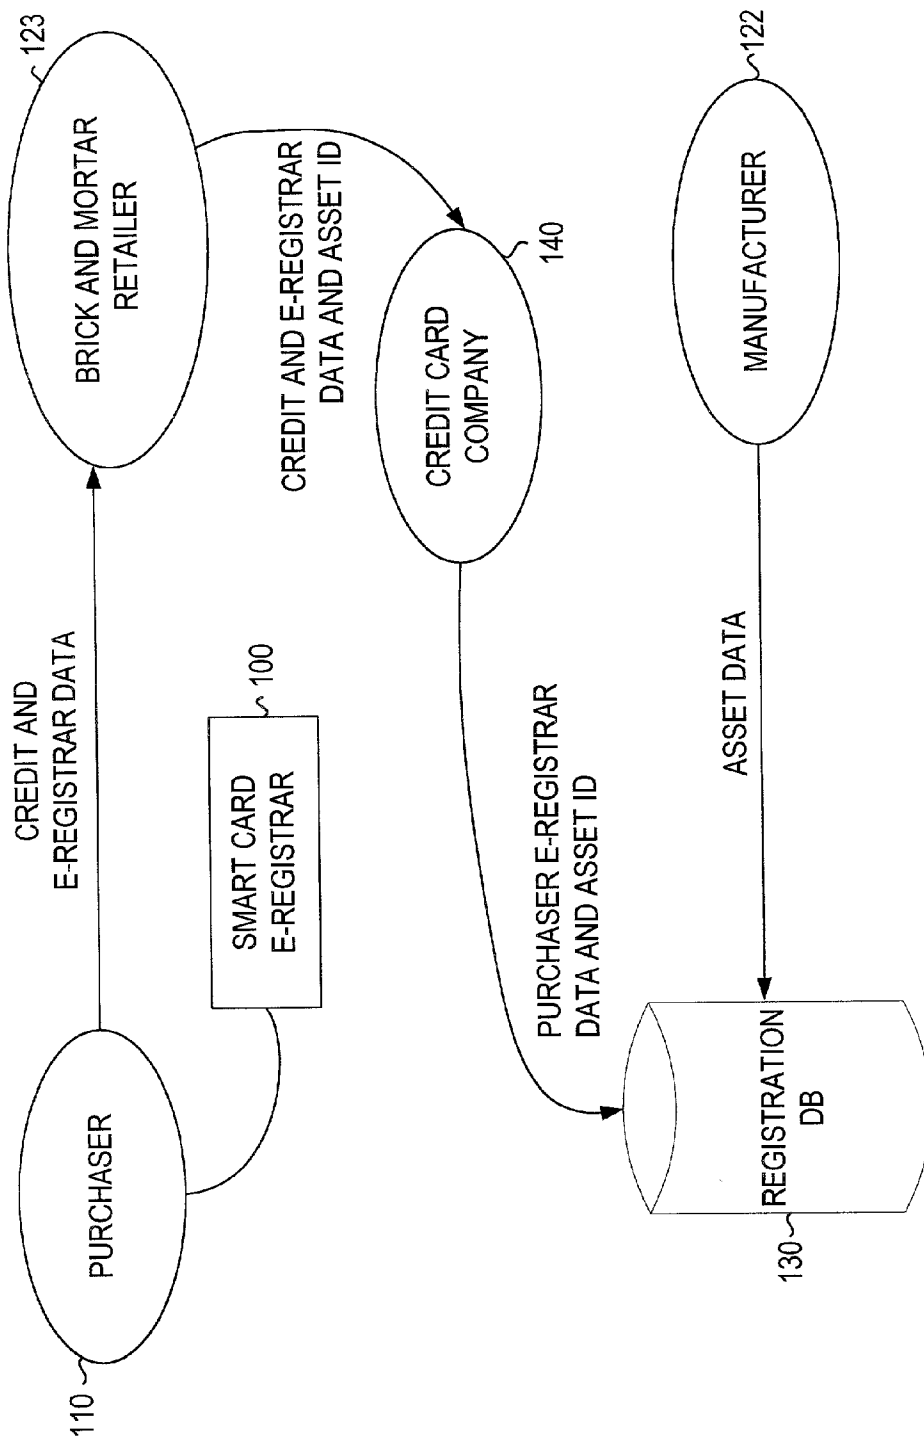 110
PURCHASER
CREDIT AND
E-REGISTRAR DATA
BRICK AND MORTAR
RETAILER
123
SMART CARD
E-REGISTRAR
100
CREDIT AND E-REGISTRAR
DATA AND ASSET ID
CREDIT CARD
COMPANY
140
PURCHASER E-REGISTRAR
DATA AND ASSET ID
REGISTRATION
DB
130
ASSET DATA
MANUFACTURER
122